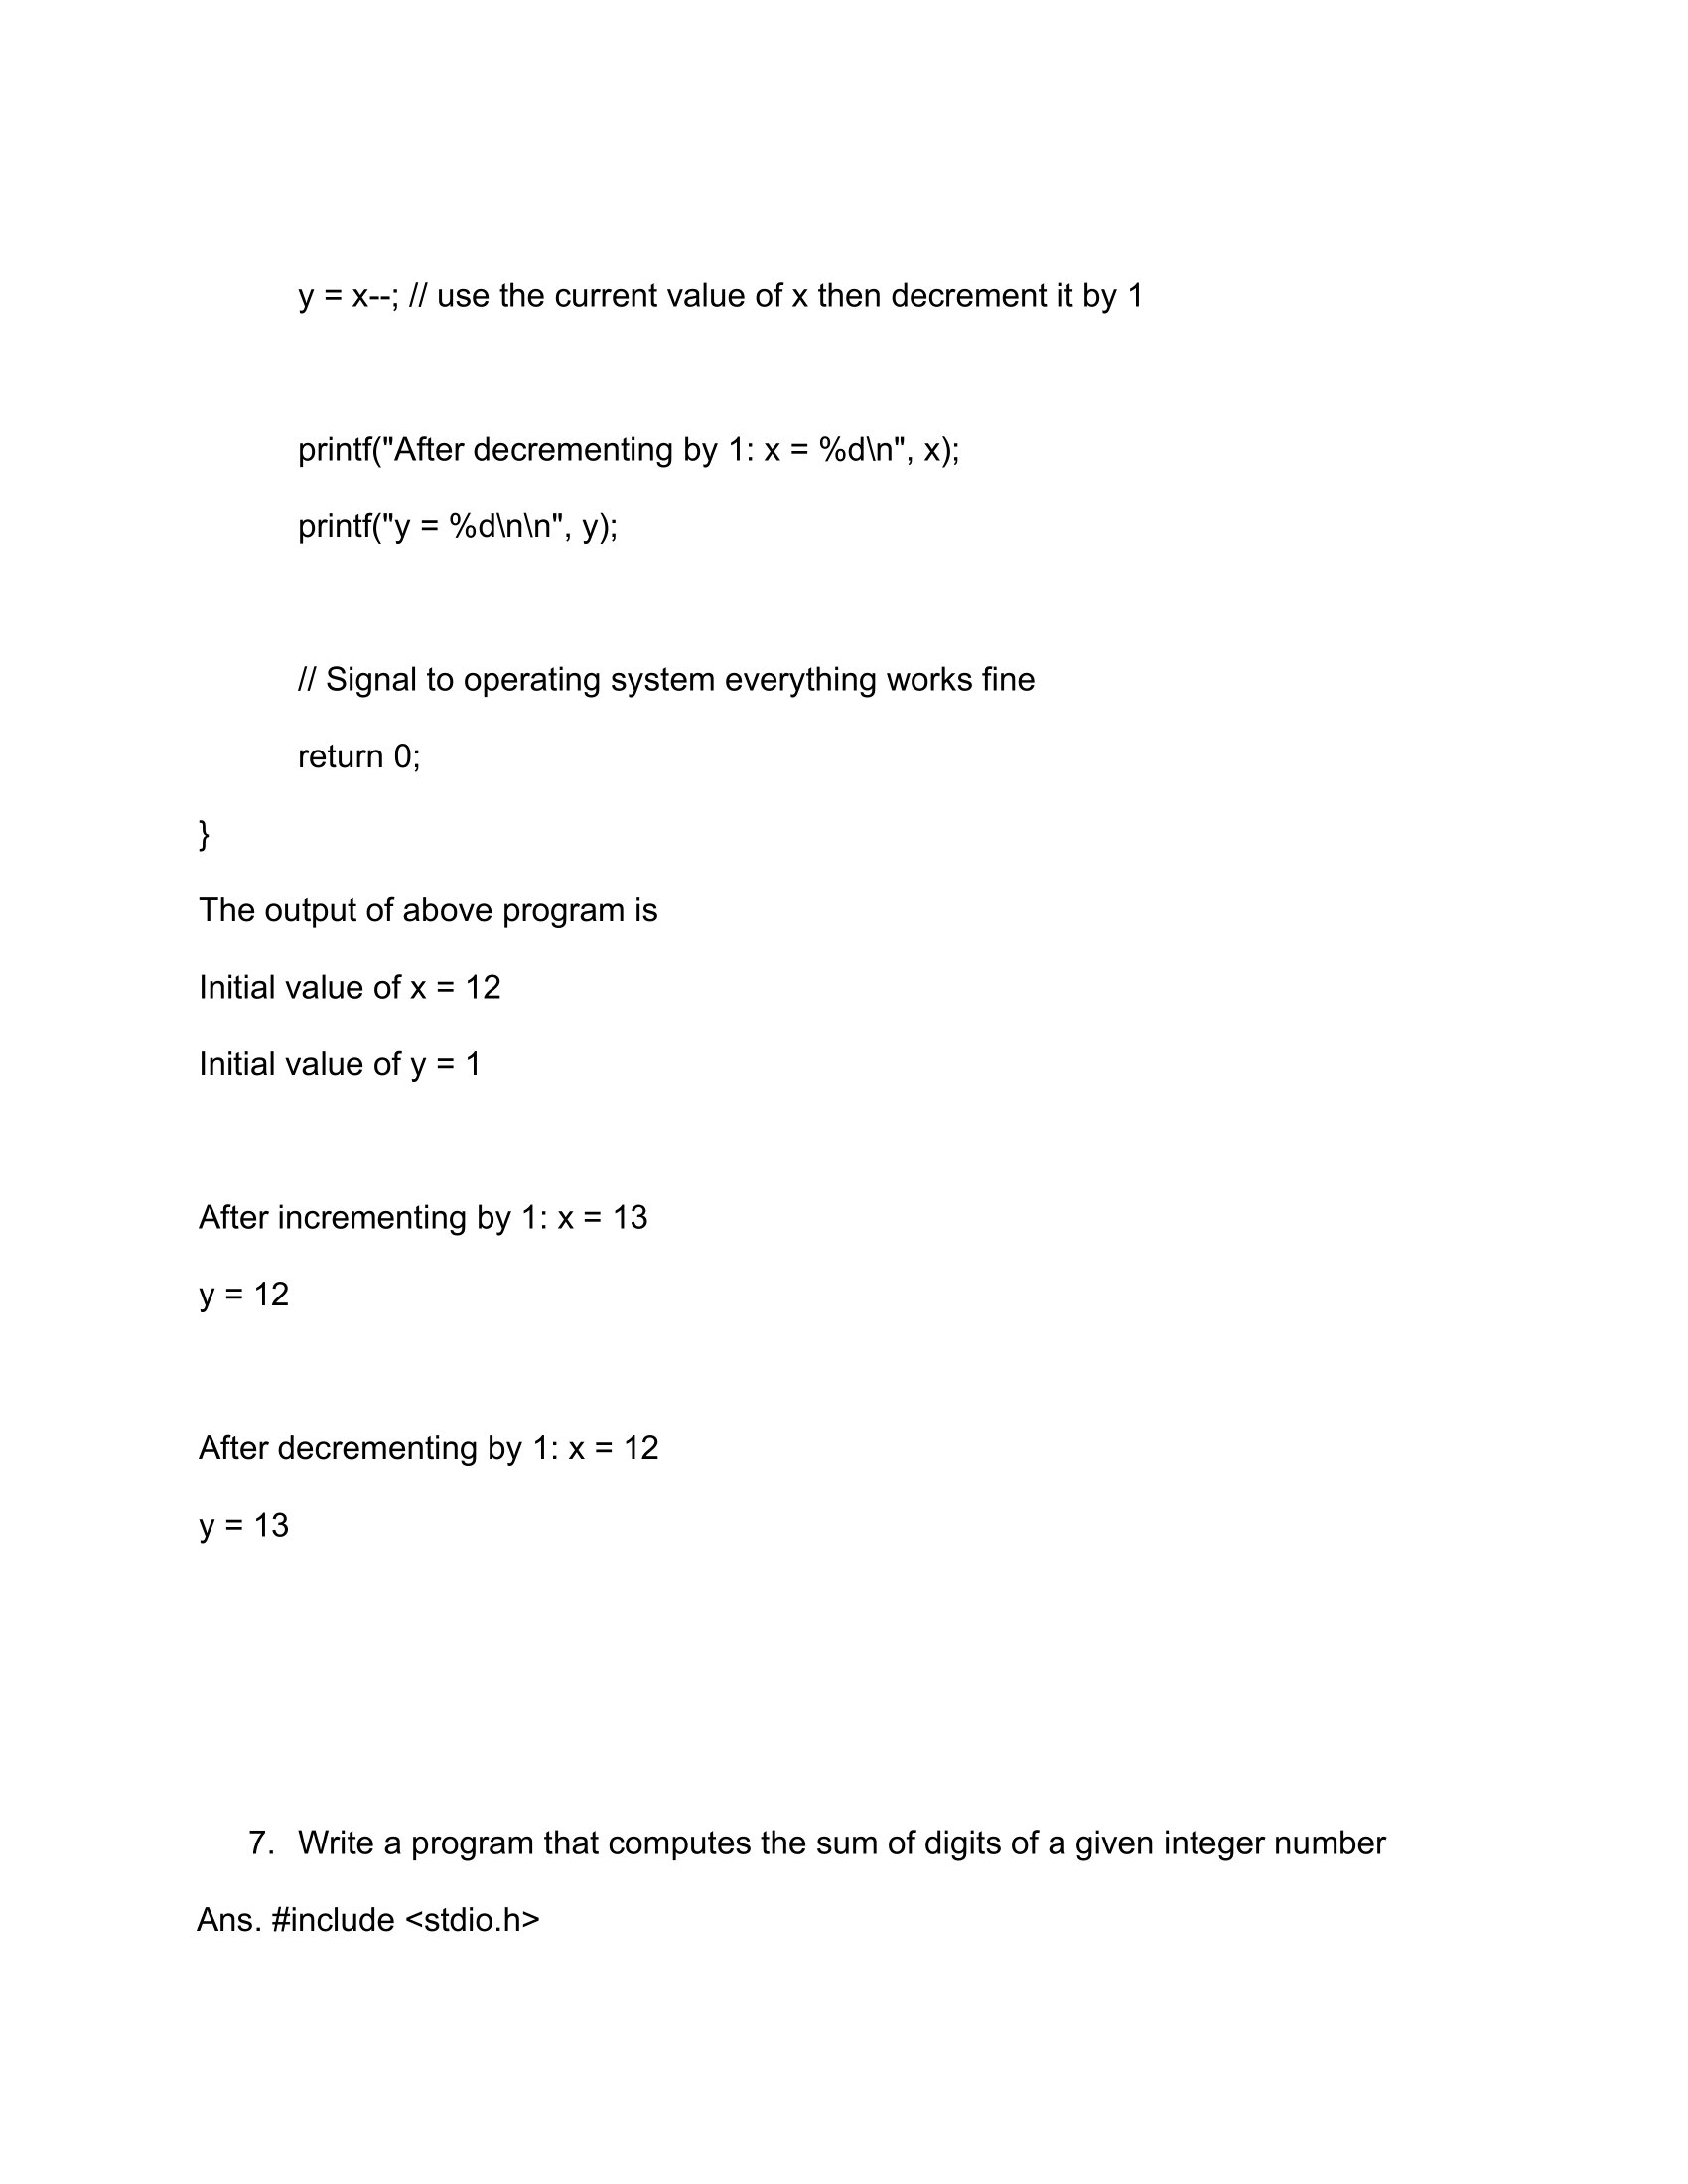 y = x--; // use the current value of x then decrement it by 1
printf("After decrementing by 1: x = %d\n", x);
printf("y = %d\n\n", y);
// Signal to operating system everything works fine
return 0;
}
The output of above program is
Initial value of x = 12
Initial value of y = 1
After incrementing by 1: x = 13
y = 12
After decrementing by 1: x = 12
y = 13
7. Write a program that computes the sum of digits of a given integer number
Ans. #include <stdio.h>